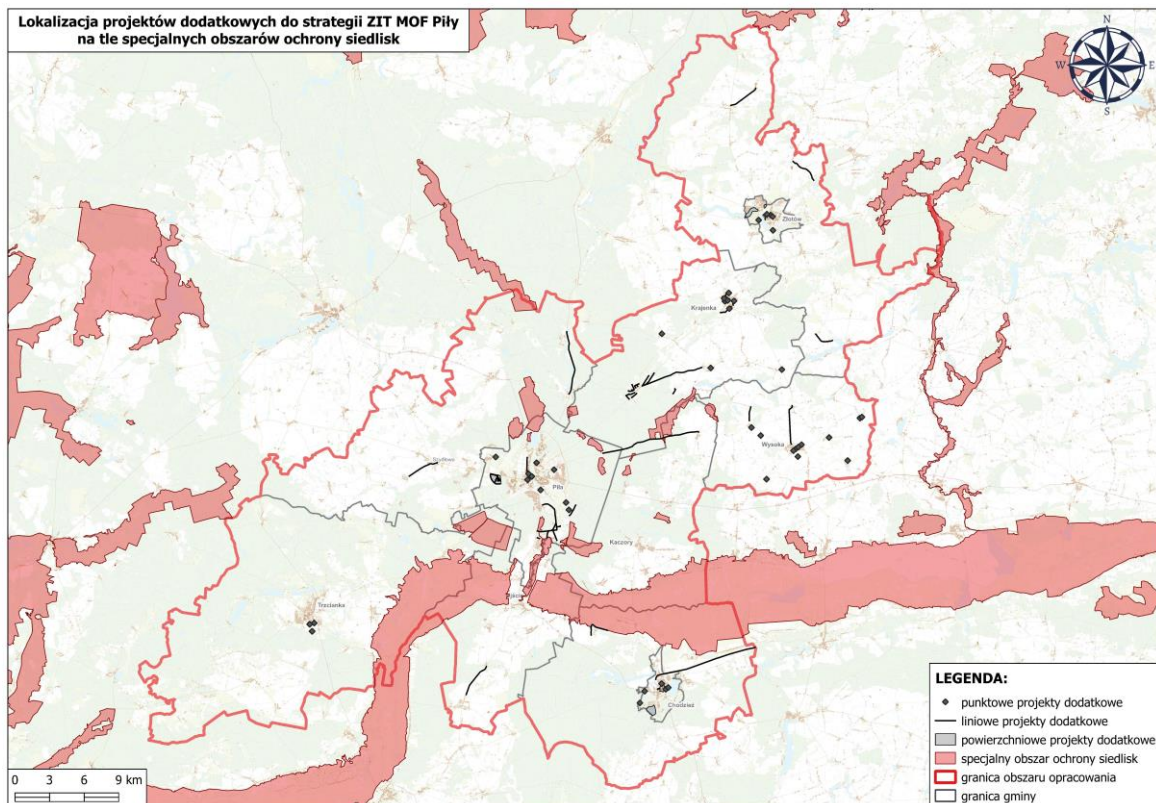 Lokalizacja projektów dodatkowych do strategii ZIT MOF Piły
na tle specjalnych obszarów ochrony siedlisk
N
W
E
S
Złotów
Krajenka
Wysoka
Szydłowo
Piła
Kaczory
Trzcianka
Ujście
Chodzież
LEGENDA:
punktowe projekty dodatkowe
liniowe projekty dodatkowe
powierzchniowe projekty dodatkowe
specjalny obszar ochrony siedlisk
granica obszaru opracowania
granica gminy
0 3 6 9 km